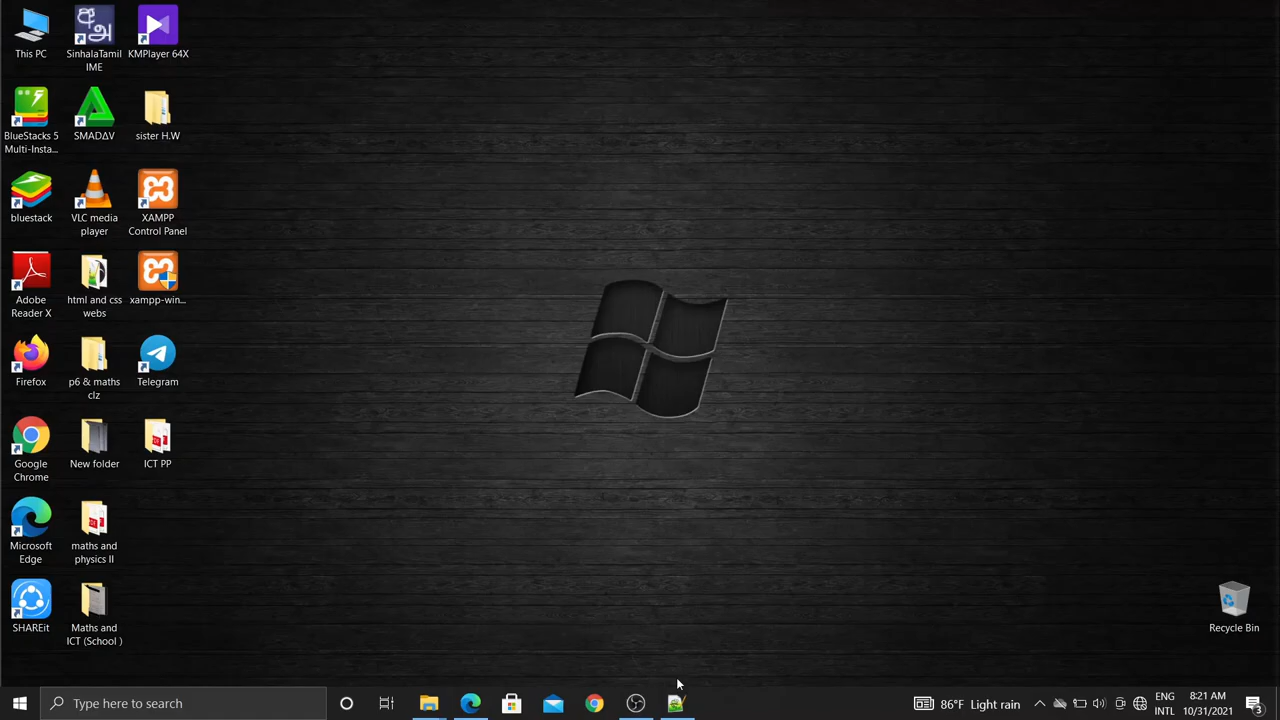 This PC
SinhalaTamil
IME
KMPlayer 64X
BlueStacks 5
Multi-Insta...
SMADΔV
sister H.W
bluestack
VLC media
player
XAMPP
Control Panel
Adobe
Reader X
html and css
webs
xampp-win...
Firefox
p6 & maths
clz
Telegram
Google
Chrome
New folder
ICT PP
Microsoft
Edge
maths and
physics II
SHAREit
Maths and
ICT (School )
Recycle Bin
Type here to search
86°F Light rain
ENG
INTL
8:21 AM
10/31/2021
3